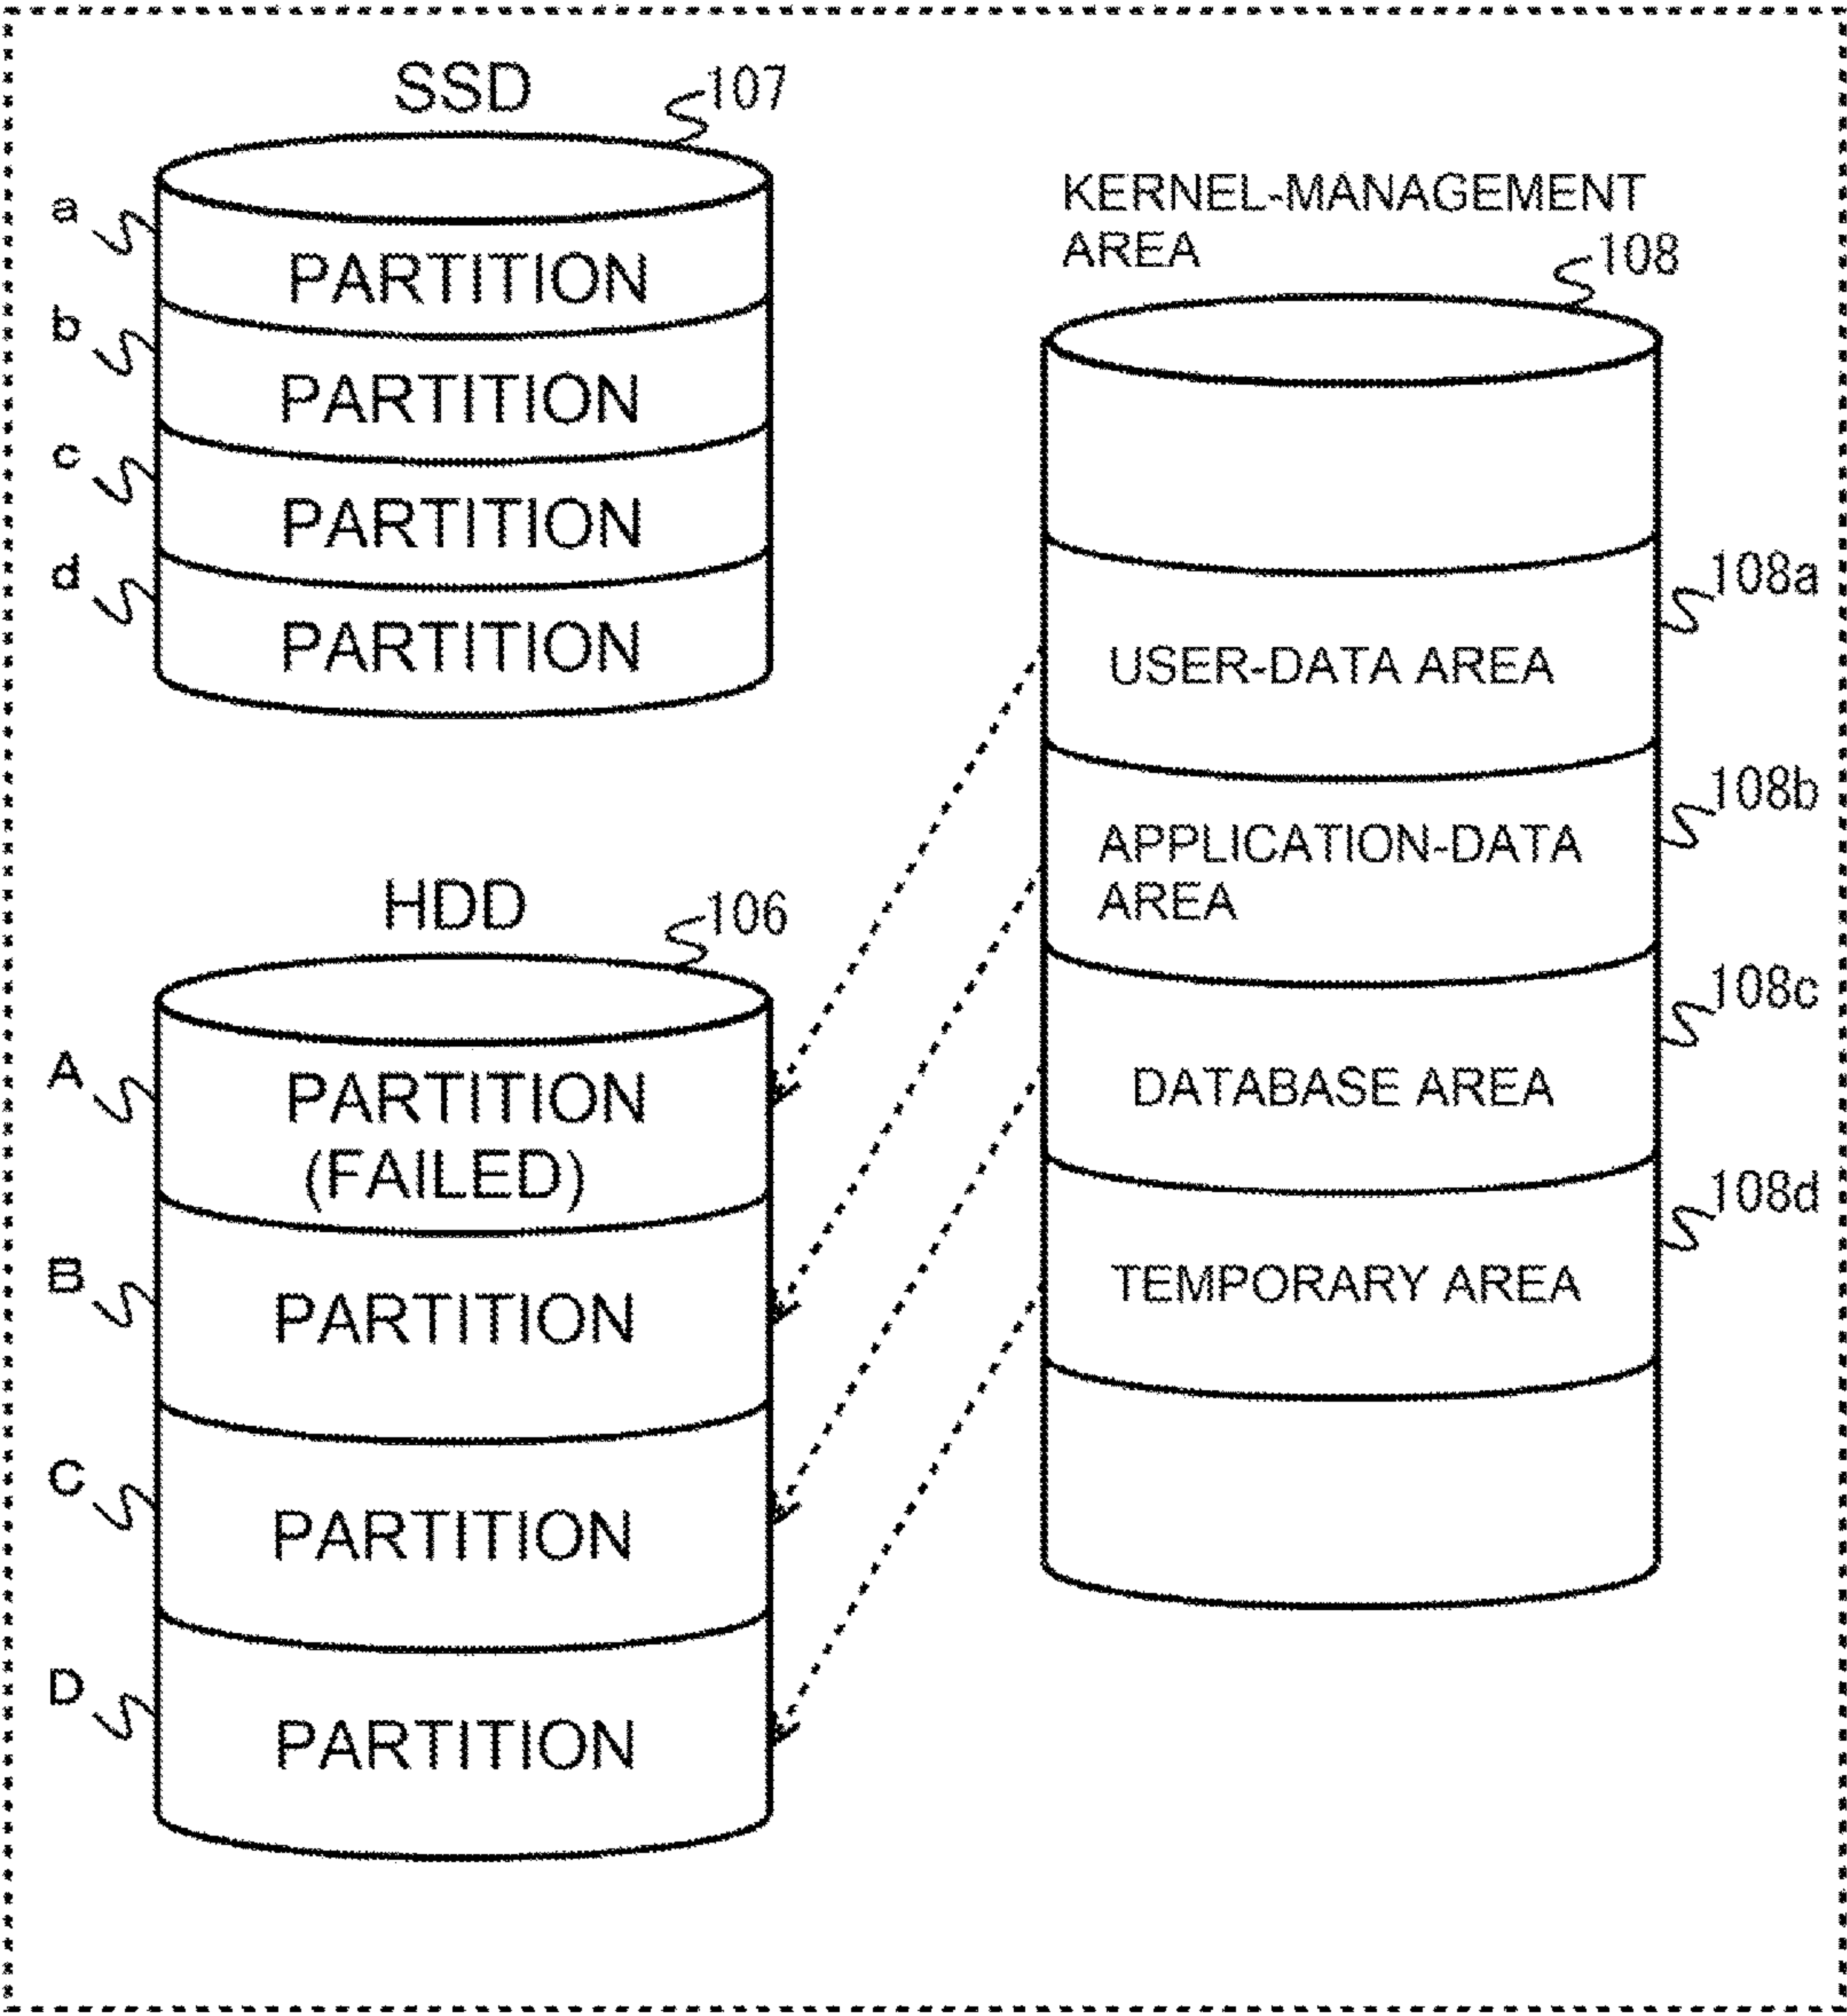 SSD
107
a
PARTITION
b
PARTITION
c
PARTITION
d
PARTITION
HDD
106
A
PARTITION
(FAILED)
B
PARTITION
C
PARTITION
D
PARTITION
KERNEL-MANAGEMENT
AREA
108
108a
USER-DATA AREA
108b
APPLICATION-DATA
AREA
108c
DATABASE AREA
108d
TEMPORARY AREA